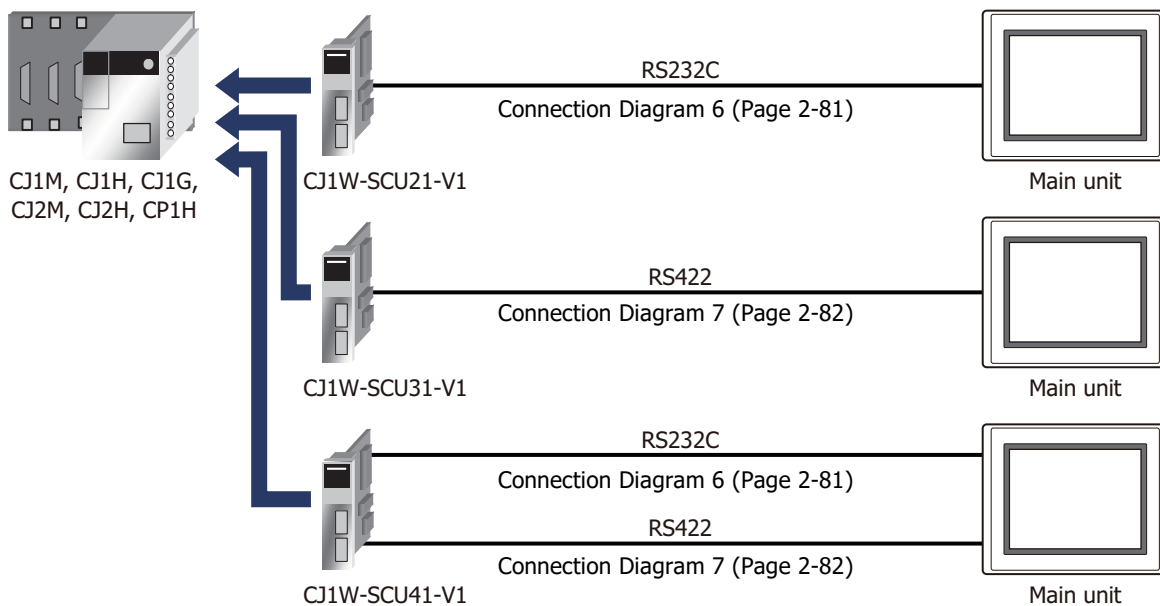 RS232C
Connection Diagram 6 (Page 2-81)
CJ1M, CJ1H, CJ1G,
CJ2M, CJ2H, CP1H
CJ1W-SCU21-V1
Main unit
RS422
Connection Diagram 7 (Page 2-82)
CJ1W-SCU31-V1
Main unit
RS232C
Connection Diagram 6 (Page 2-81)
RS422
Connection Diagram 7 (Page 2-82)
CJ1W-SCU41-V1
Main unit